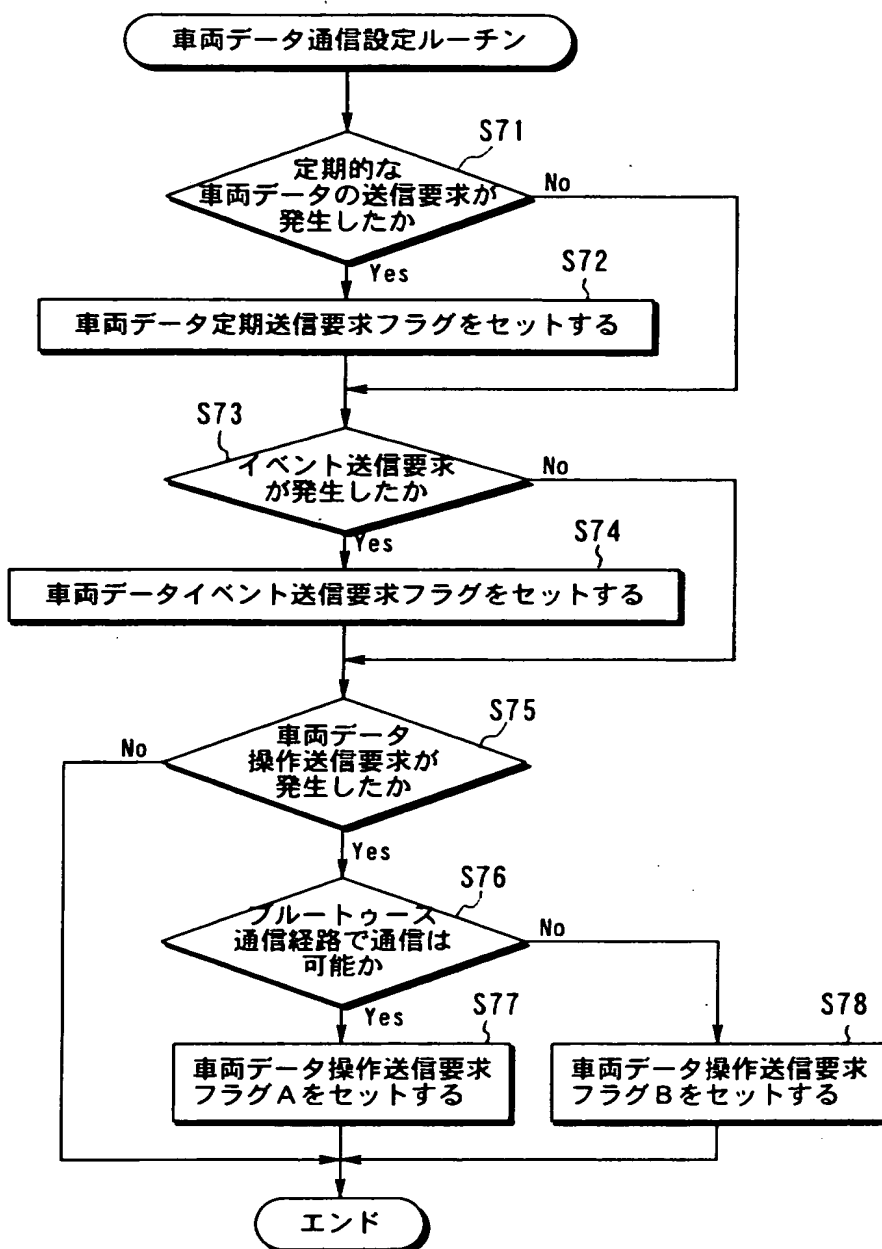 車両データ通信設定ルーチン
S71
定期的な
車両データの送信要求が
発生したか
No
Yes
S72
車両データ定期送信要求フラグをセットする
S73
イベント送信要求
が発生したか
No
Yes
S74
車両データイベント送信要求フラグをセットする
S75
車両データ
操作送信要求が
発生したか
No
Yes
S76
ブルートゥース
通信経路で通信は
可能か
No
Yes
S77
車両データ操作送信要求
フラグAをセットする
S78
車両データ操作送信要求
フラグBをセットする
エンド